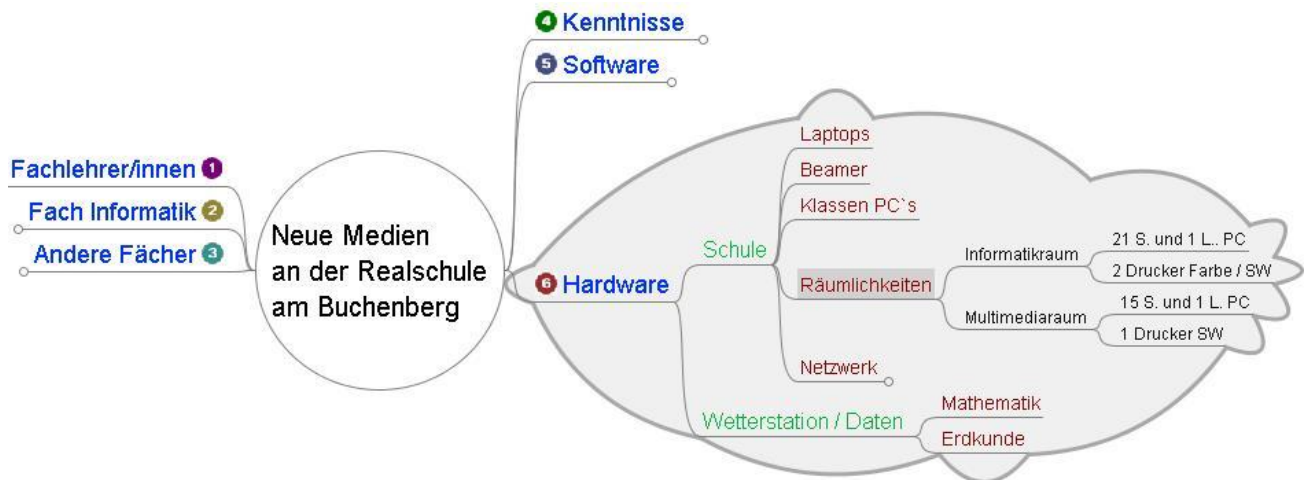 Neue Medien
an der Realschule
am Buchenberg
Fachlehrer/innen 1
Fach Informatik 2
Andere Fächer 3
4 Kenntnisse
5 Software
6 Hardware
Schule
Laptops
Beamer
Klassen PC`s
Räumlichkeiten
Informatikraum
21 S. und 1 L.. PC
2 Drucker Farbe / SW
Multimediaraum
15 S. und 1 L. PC
1 Drucker SW
Netzwerk
Wetterstation / Daten
Mathematik
Erdkunde